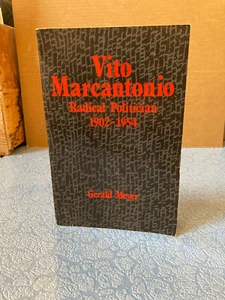 Vito
Marcantonio
Radical Politician
1902-1954
Gerald Meyer